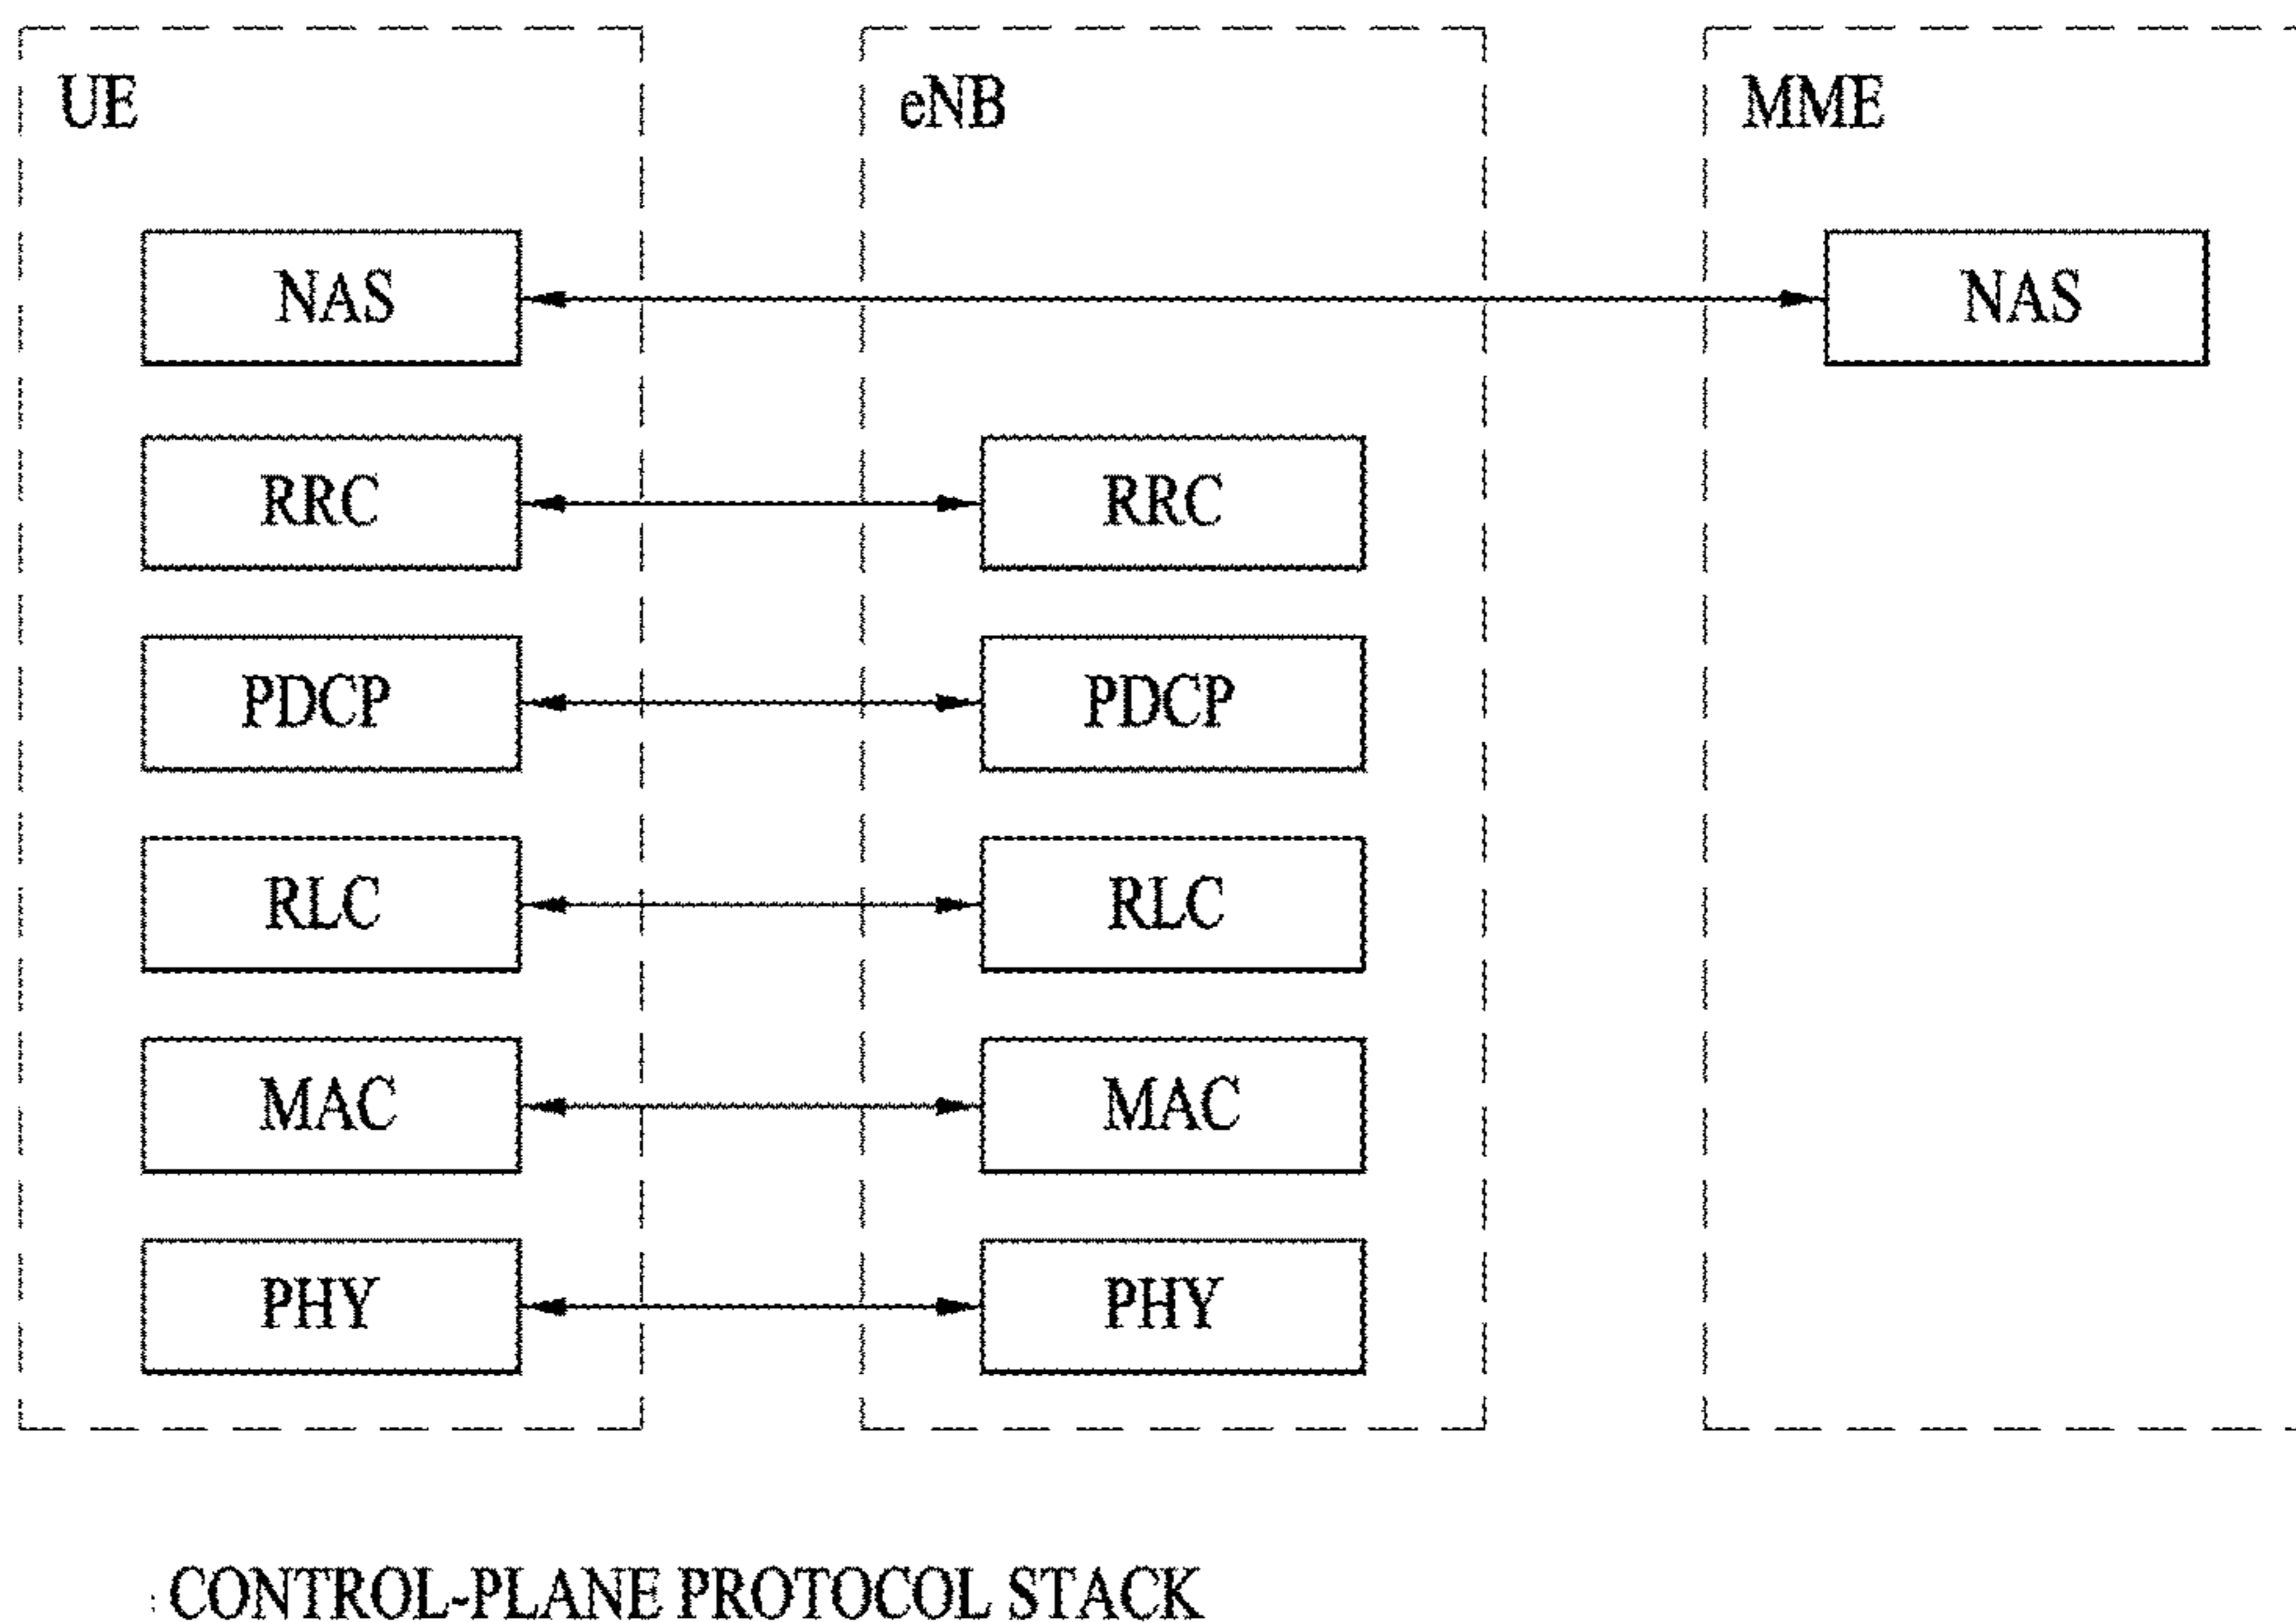 UE eNB MME
NAS NAS
RRC RRC
PDCP PDCP
RLC RLC
MAC MAC
PHY PHY
CONTROL-PLANE PROTOCOL STACK